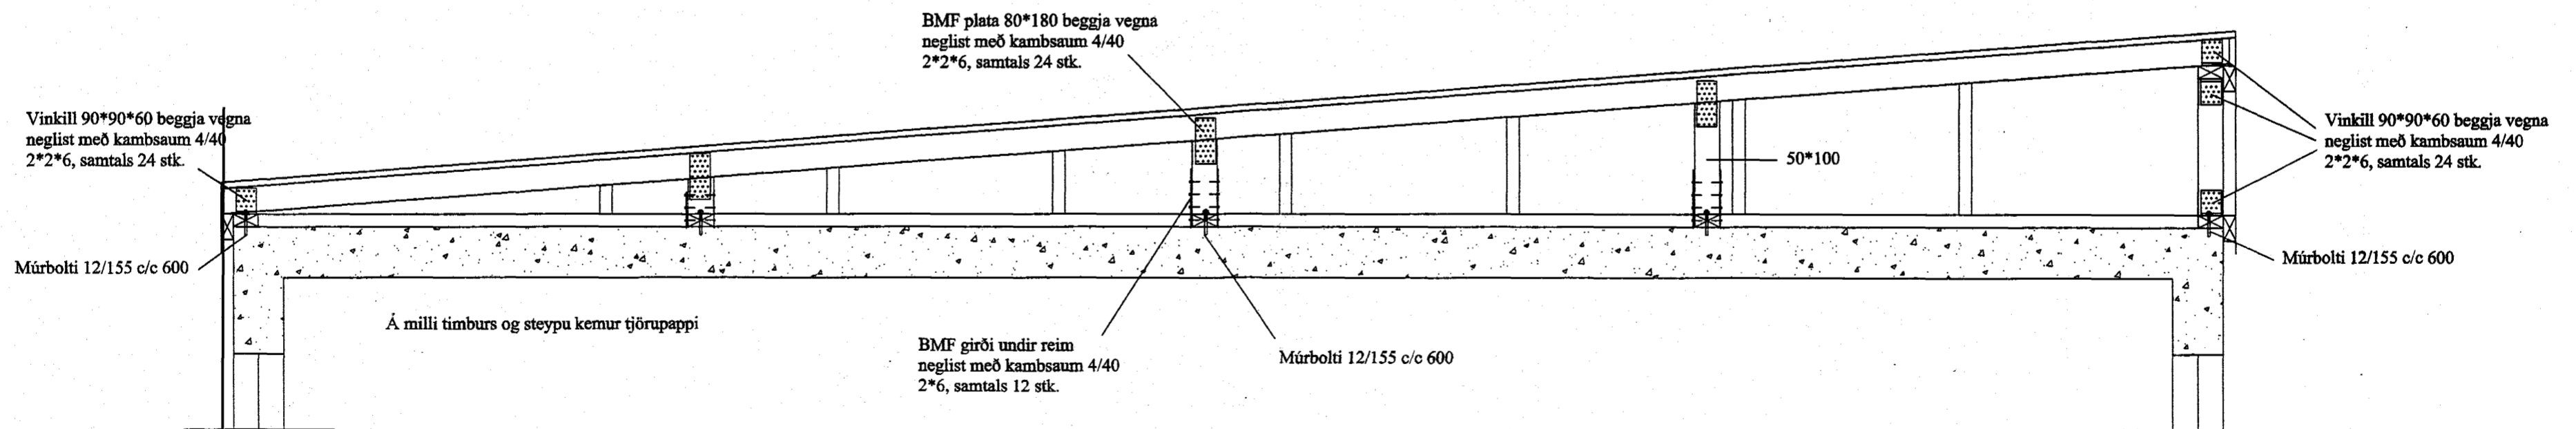 BMF plata 80*180 beggja vegna
neglist með kambsaum 4/40
2*2*6, samtals 24 stk.
Vinkill 90*90*60 beggja vegna
neglist með kambsaum 4/40
2*2*6, samtals 24 stk.
Vinkill 90*90*60 beggja vegna
neglist með kambsaum 4/40
2*2*6, samtals 24 stk.
50*100
Múrbolti 12/155 c/c 600
Múrbolti 12/155 c/c 600
Á milli timburs og steypu kemur tjörupappi
BMF girði undir reim
neglist með kambsaum 4/40
2*6, samtals 12 stk.
Múrbolti 12/155 c/c 600